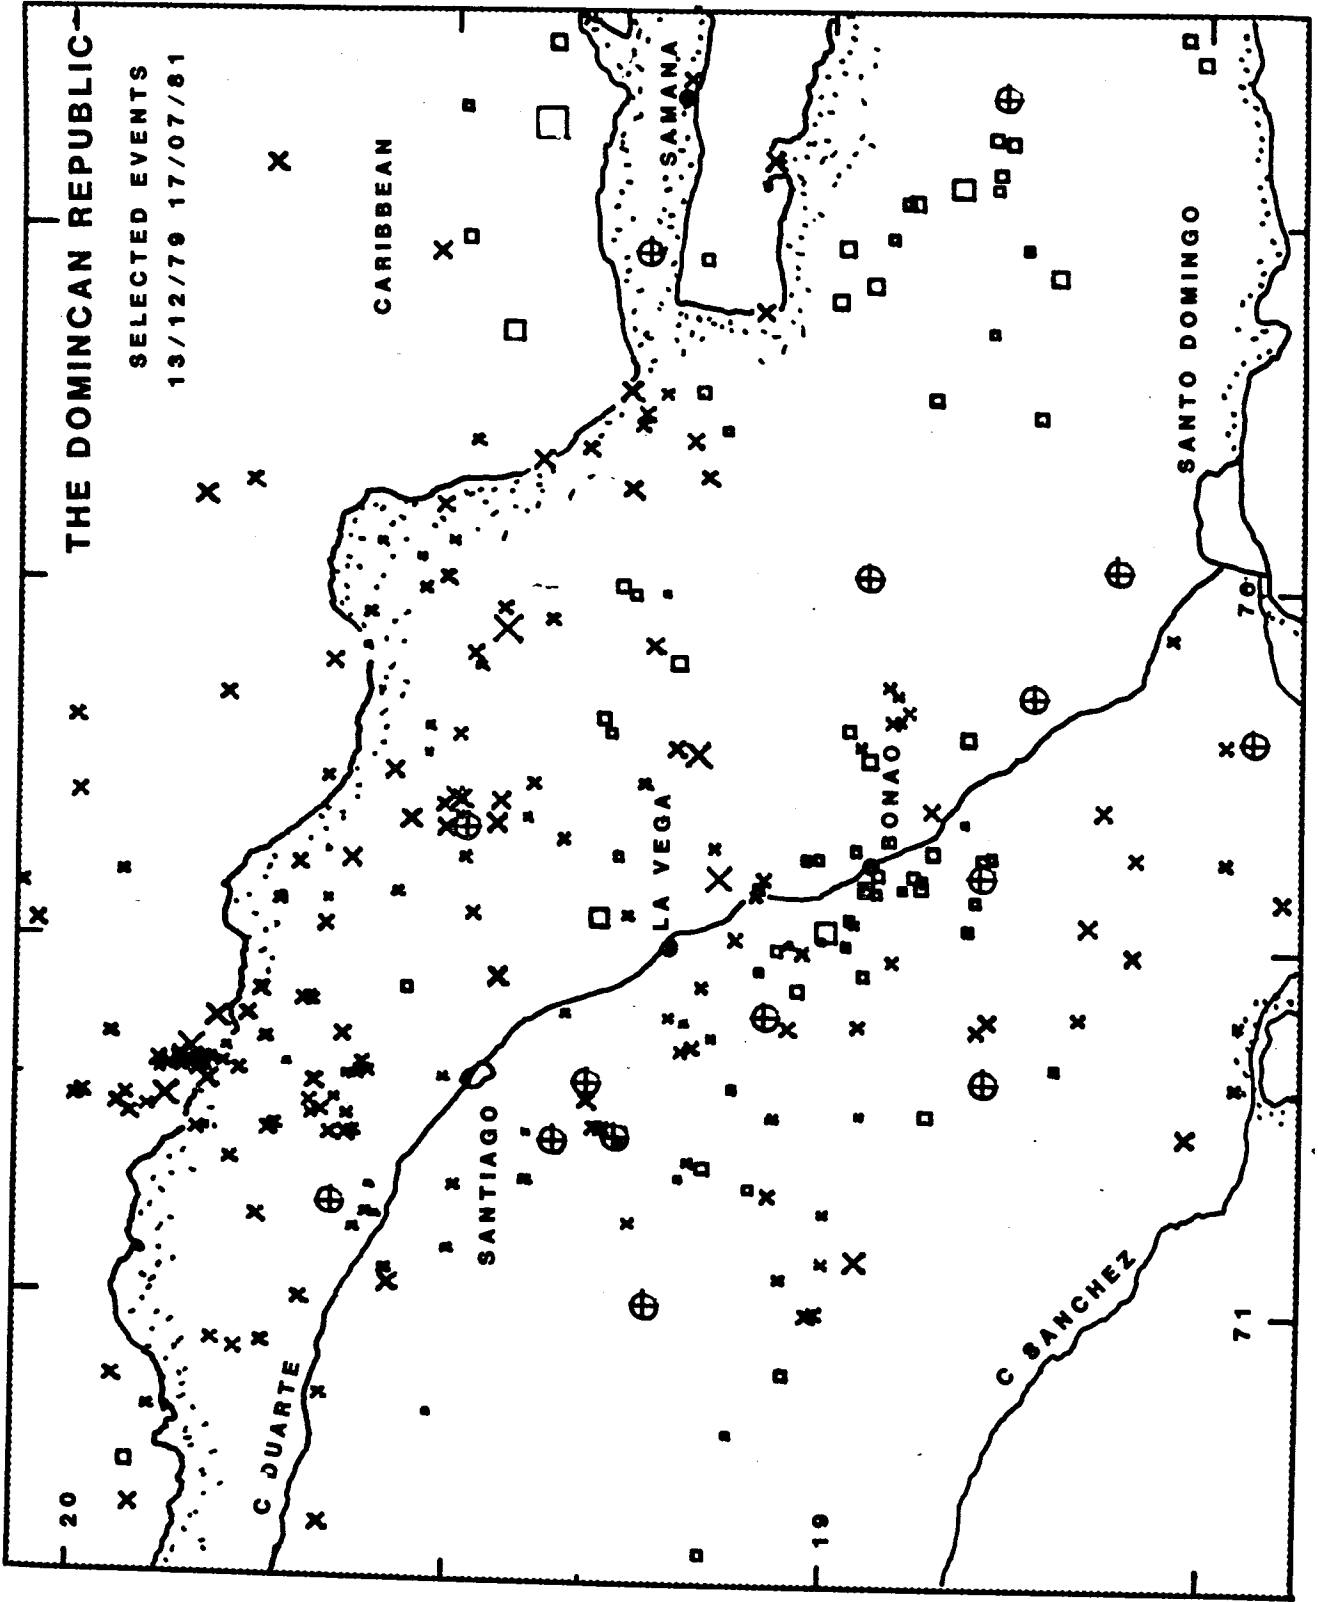 THE DOMINICAN REPUBLIC
SELECTED EVENTS
13/12/79 17/07/81
CARIBBEAN
SAMANA
SANTO DOMINGO
LA VEGA
BONAO
SANTIAGO
C DUARTE
C SANCHEZ
20
19
70
71